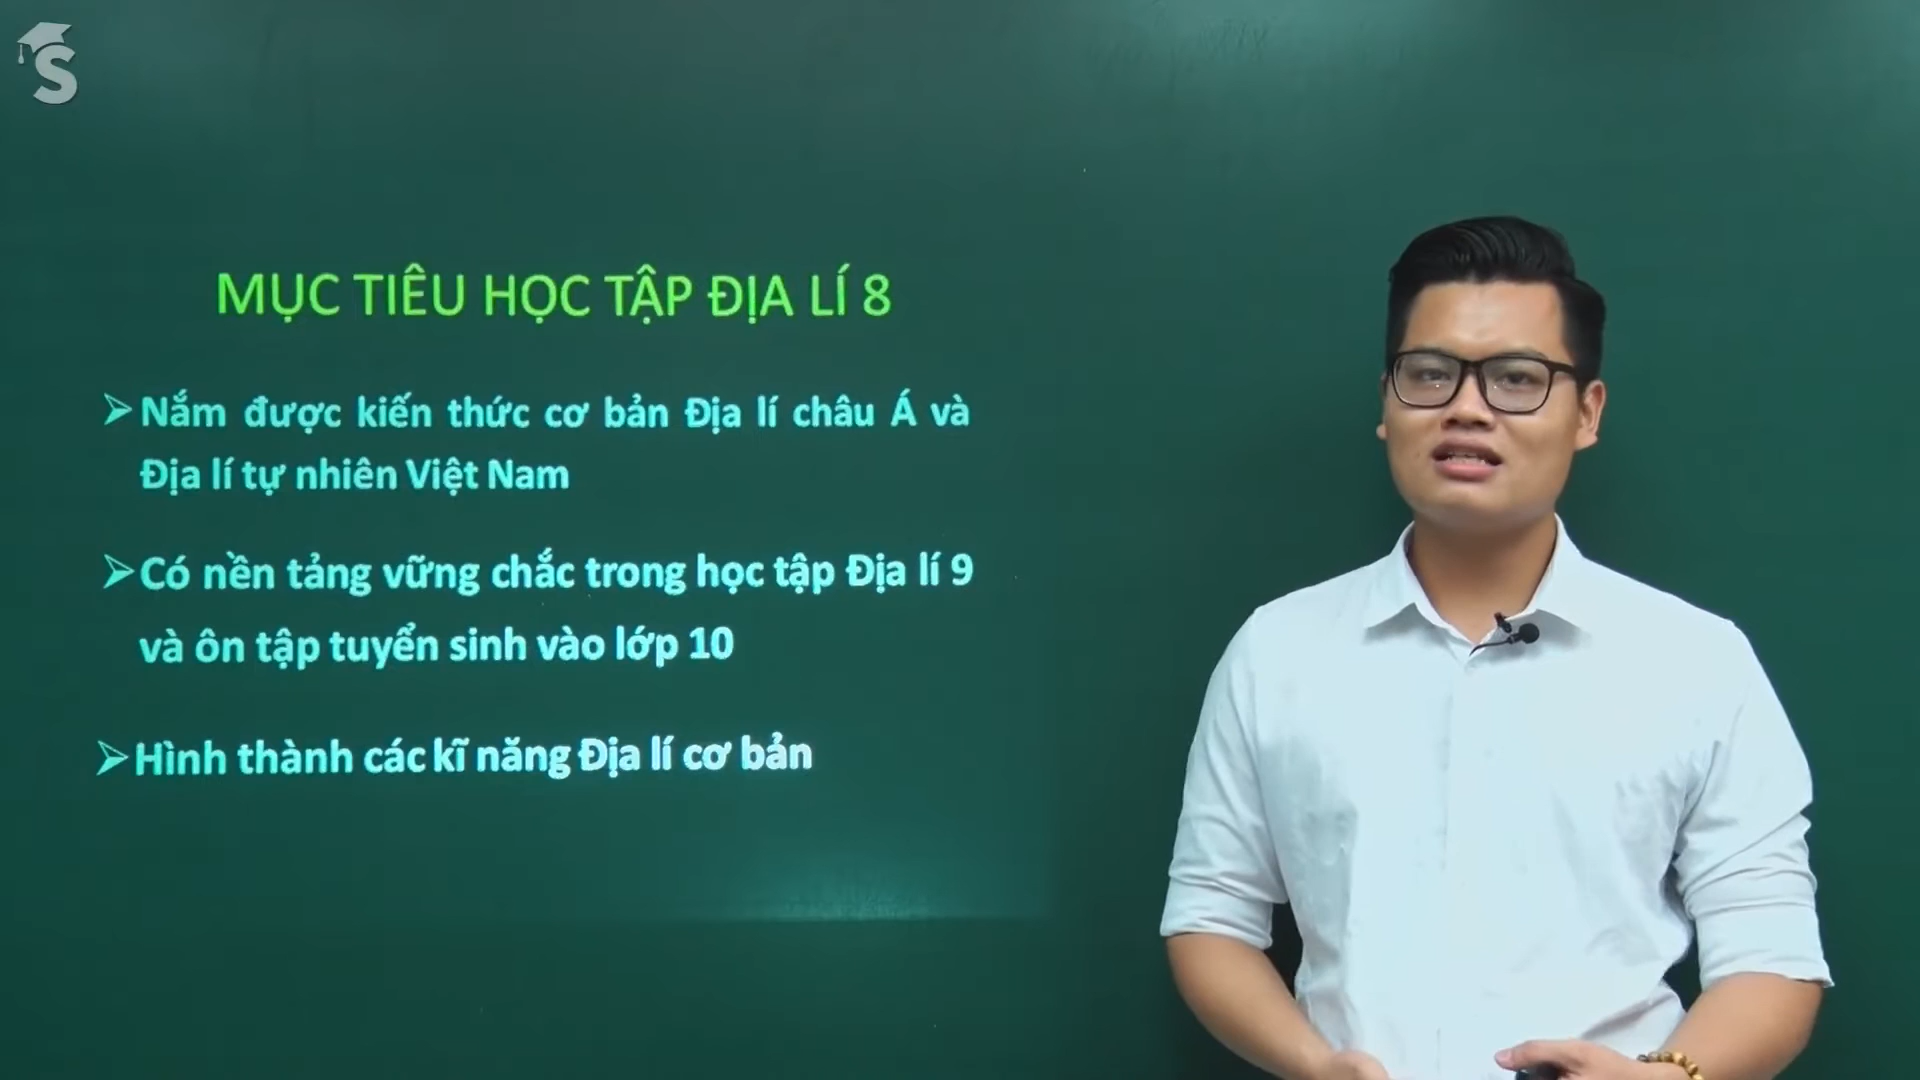 S
MỤC TIÊU HỌC TẬP ĐỊA LÍ 8
➢Nắm được kiến thức cơ bản Địa lí châu Á và
Địa lí tự nhiên Việt Nam
➢Có nền tảng vững chắc trong học tập Địa lí 9
và ôn tập tuyển sinh vào lớp 10
➢Hình thành các kĩ năng Địa lí cơ bản